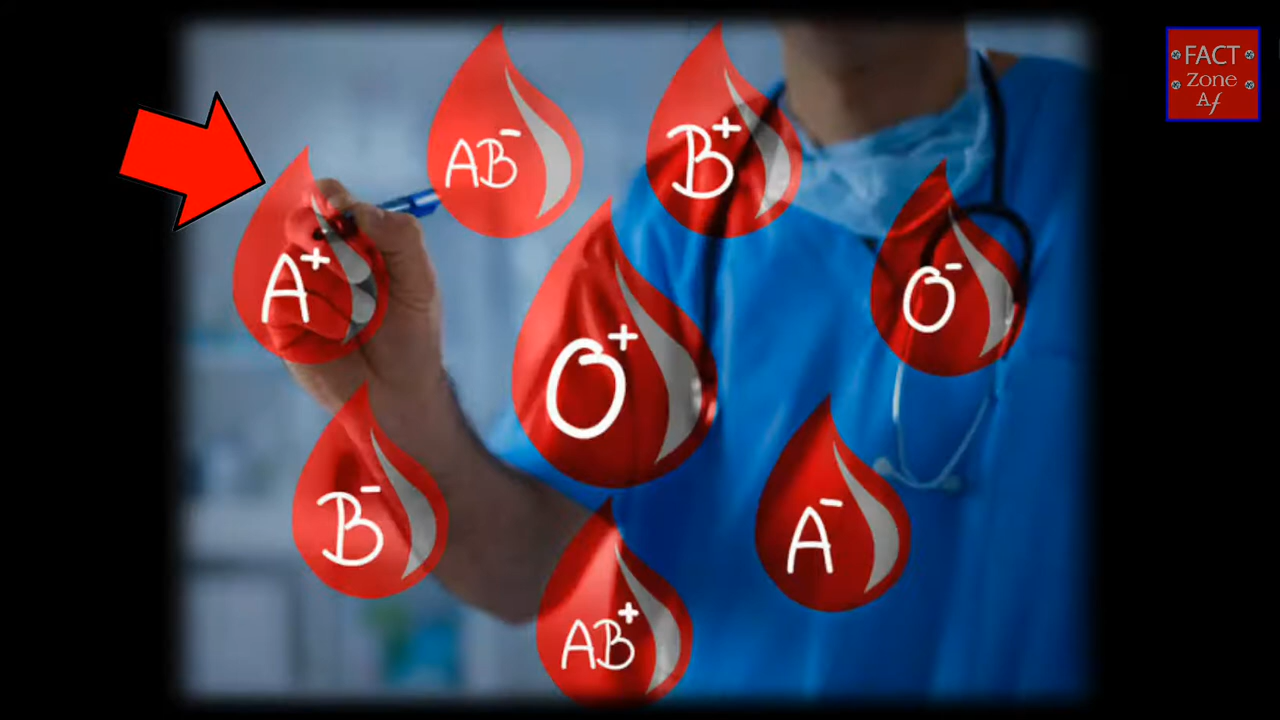 FACT
Zone
Af
AB-
B+
A+
O-
O+
B-
A-
AB+